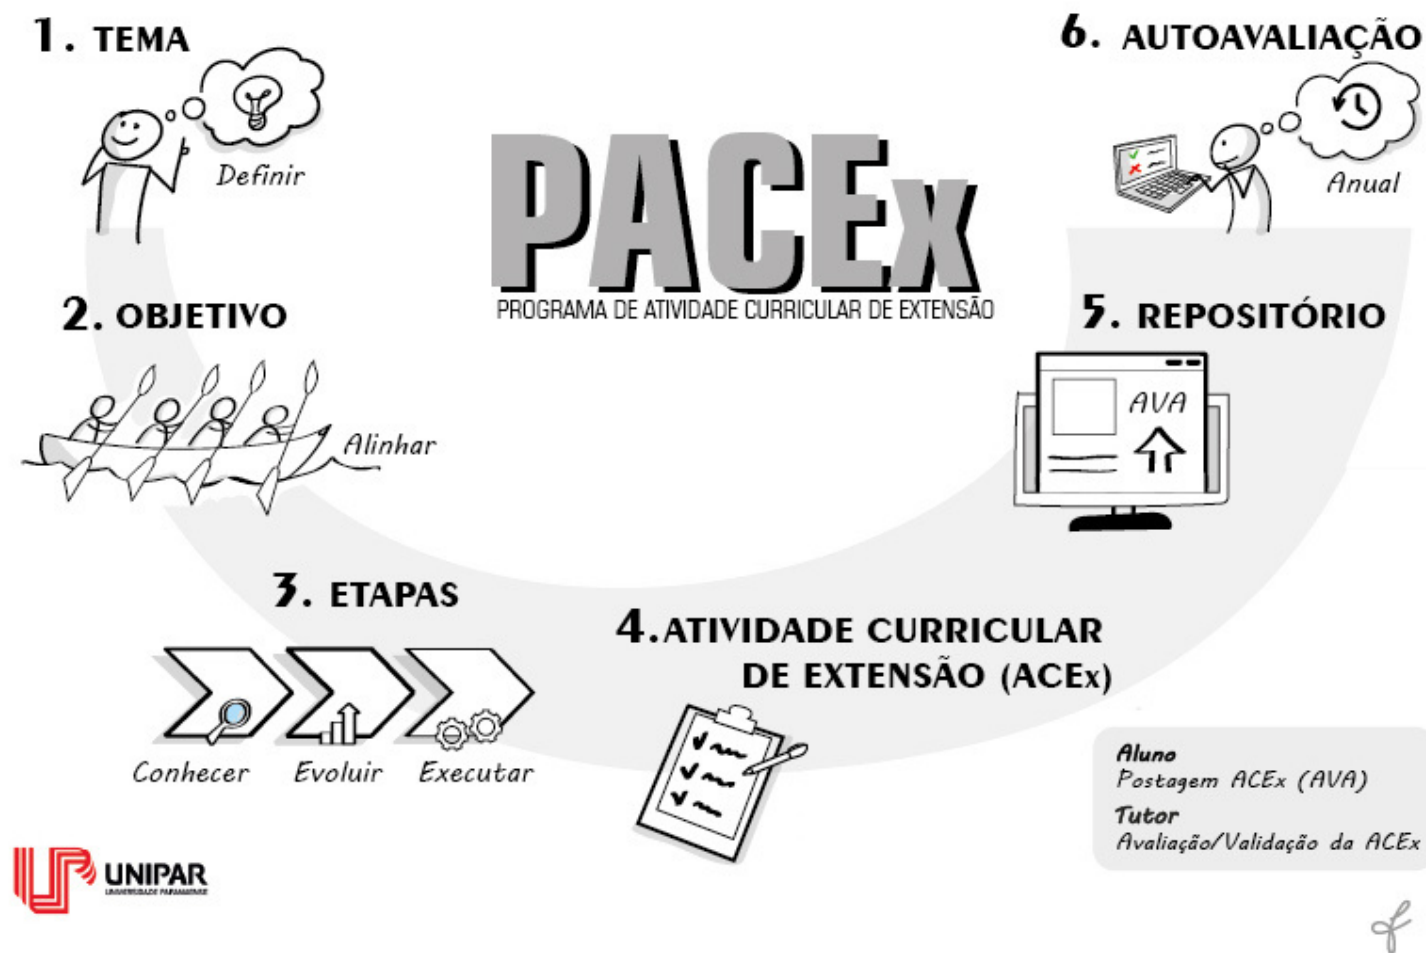 1. TEMA
Definir
2. OBJETIVO
Alinhar
3. ETAPAS
Conhecer Evoluir Executar
4. ATIVIDADE CURRICULAR
DE EXTENSÃO (ACEx)
5. REPOSITÓRIO
AVA
6. AUTOAVALIAÇÃO
Anual
PACEx
PROGRAMA DE ATIVIDADE CURRICULAR DE EXTENSÃO
Aluno
Postagem ACEx (AVA)
Tutor
Avaliação/Validação da ACEx
UNIPAR
UNIVERSIDADE PARANAENSE